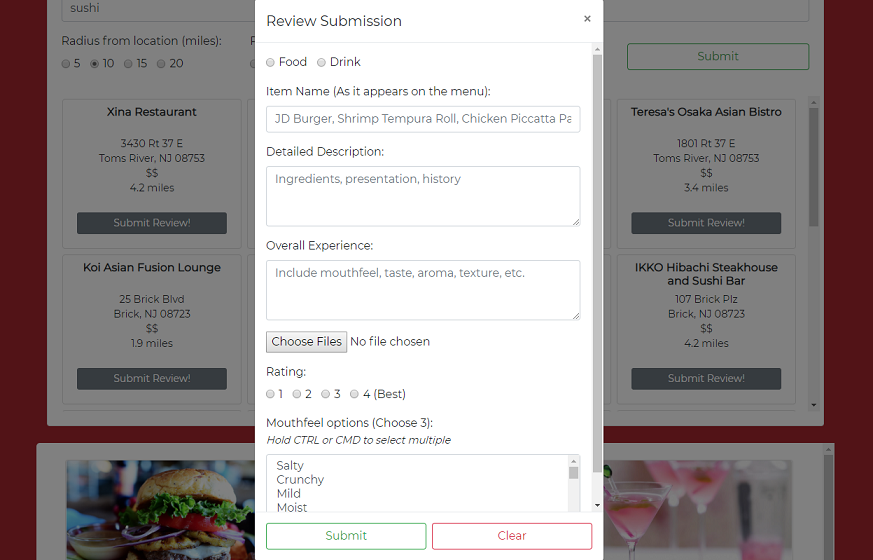 sushi
Radius from location (miles):
5 10 15 20
Submit
Xina Restaurant
3430 Rt 37 E
Toms River, NJ 08753
$$
4.2 miles
Submit Review!
Koi Asian Fusion Lounge
25 Brick Blvd
Brick, NJ 08723
$$
1.9 miles
Submit Review!
Review Submission ×
Food Drink
Item Name (As it appears on the menu):
JD Burger, Shrimp Tempura Roll, Chicken Piccatta Pa
Detailed Description:
Ingredients, presentation, history
Overall Experience:
Include mouthfeel, taste, aroma, texture, etc.
Choose Files No file chosen
Rating:
1 2 3 4 (Best)
Mouthfeel options (Choose 3):
Hold CTRL or CMD to select multiple
Salty
Crunchy
Mild
Moist
Submit Clear
Teresa's Osaka Asian Bistro
1801 Rt 37 E
Toms River, NJ 08753
$$
3.4 miles
Submit Review!
IKKO Hibachi Steakhouse
and Sushi Bar
107 Brick Plz
Brick, NJ 08723
$$
4.2 miles
Submit Review!